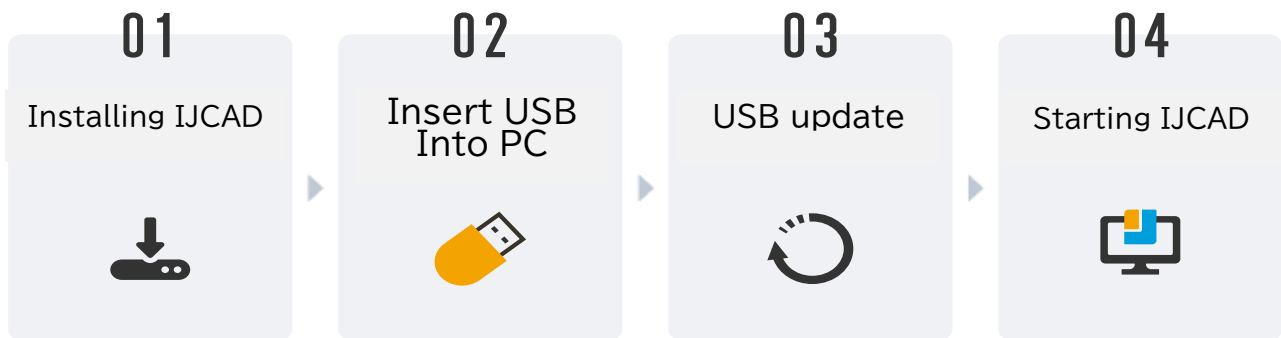 01
Installing IJCAD
02
Insert USB
Into PC
03
USB update
04
Starting IJCAD